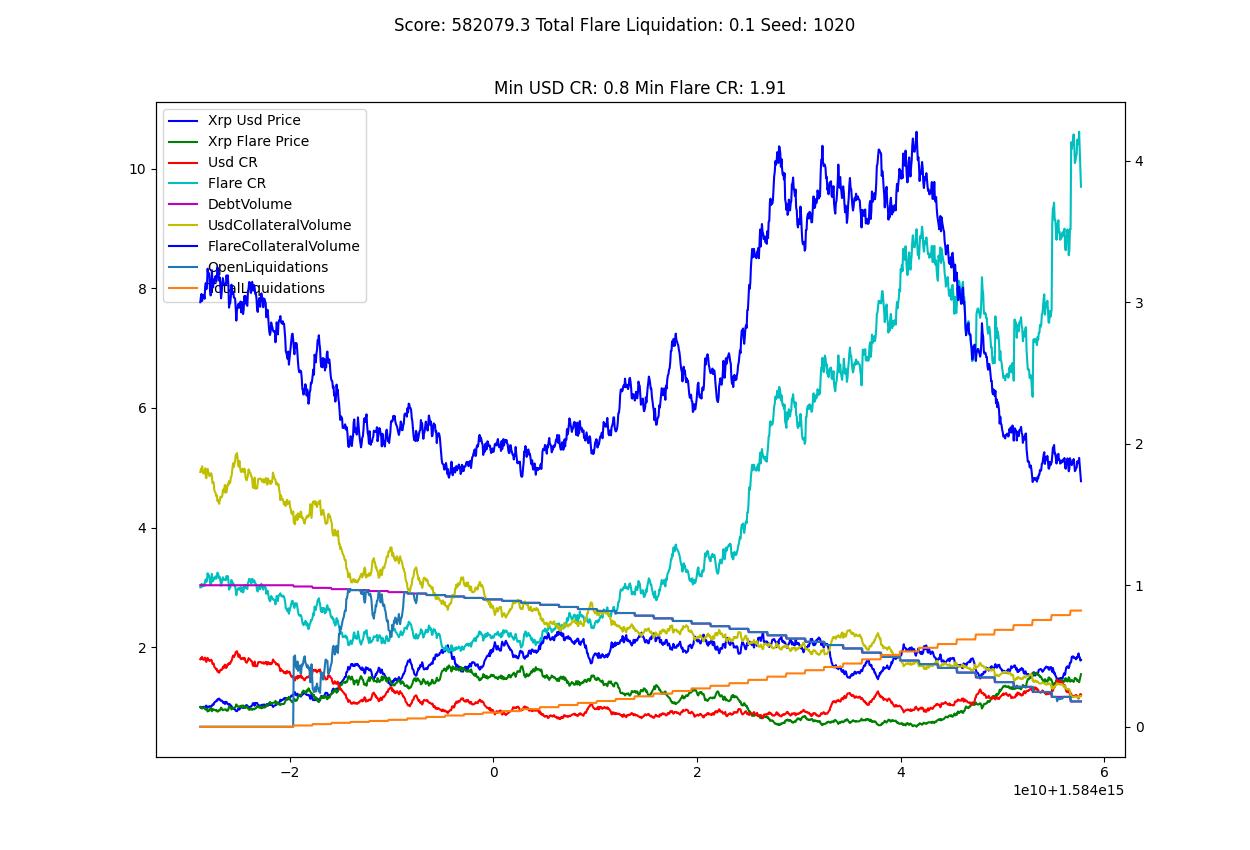 Score: 582079.3 Total Flare Liquidation: 0.1 Seed: 1020
Min USD CR: 0.8 Min Flare CR: 1.91
Xrp Usd Price
Xrp Flare Price
Usd CR
Flare CR
DebtVolume
UsdCollateralVolume
FlareCollateralVolume
OpenLiquidations
TotalLiquidations
10
8
6
4
2
4
3
2
1
0
−2
0
2
4
6
1e10+1.584e15